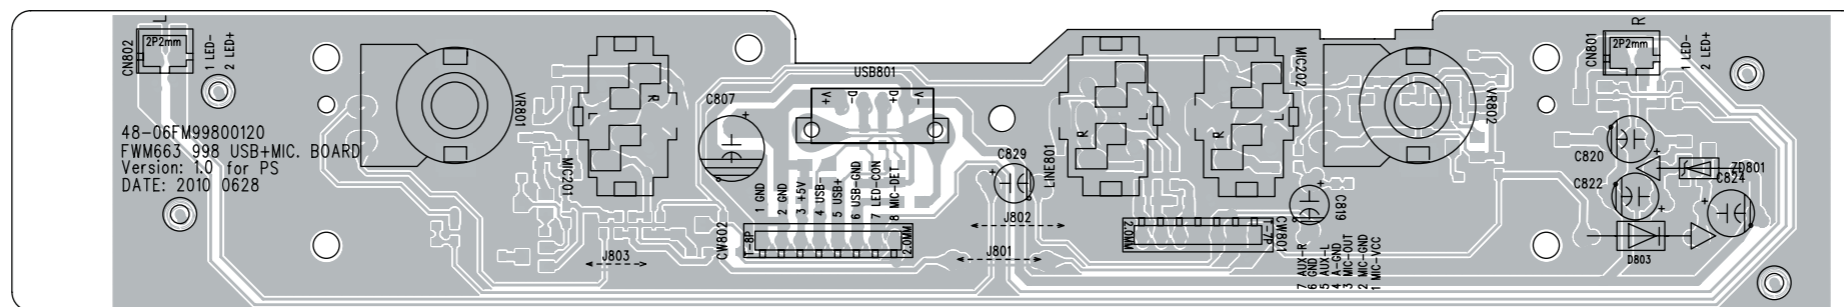 L
CN802
2P2mm
1 LED-
2 LED+
48-06FM99800120
FWM663 998 USB+MIC. BOARD
Version: 1.0 for PS
DATE: 2010 0628
VR801
MIC201
R
L
J803
C807
USB801
V+
D-
D+
V-
1 GND
2 GND
3 +5V
4 USB-
5 USB+
6 USB-GND
7 LED-CON
8 MIC-DET
CW802
1-8P
2.0MM
C829
LINE801
J802
J801
R
L
R
L
MIC202
2.0MM
1-7P
CW801
C819
7 AUX-R
6 GND
5 AUX-L
4 A-GND
3 MIC-OUT
2 MIC-GND
1 MIC-VCC
VR802
R
CN801
2P2mm
1 LED-
2 LED+
C820
C822
ZD801
C824
D803